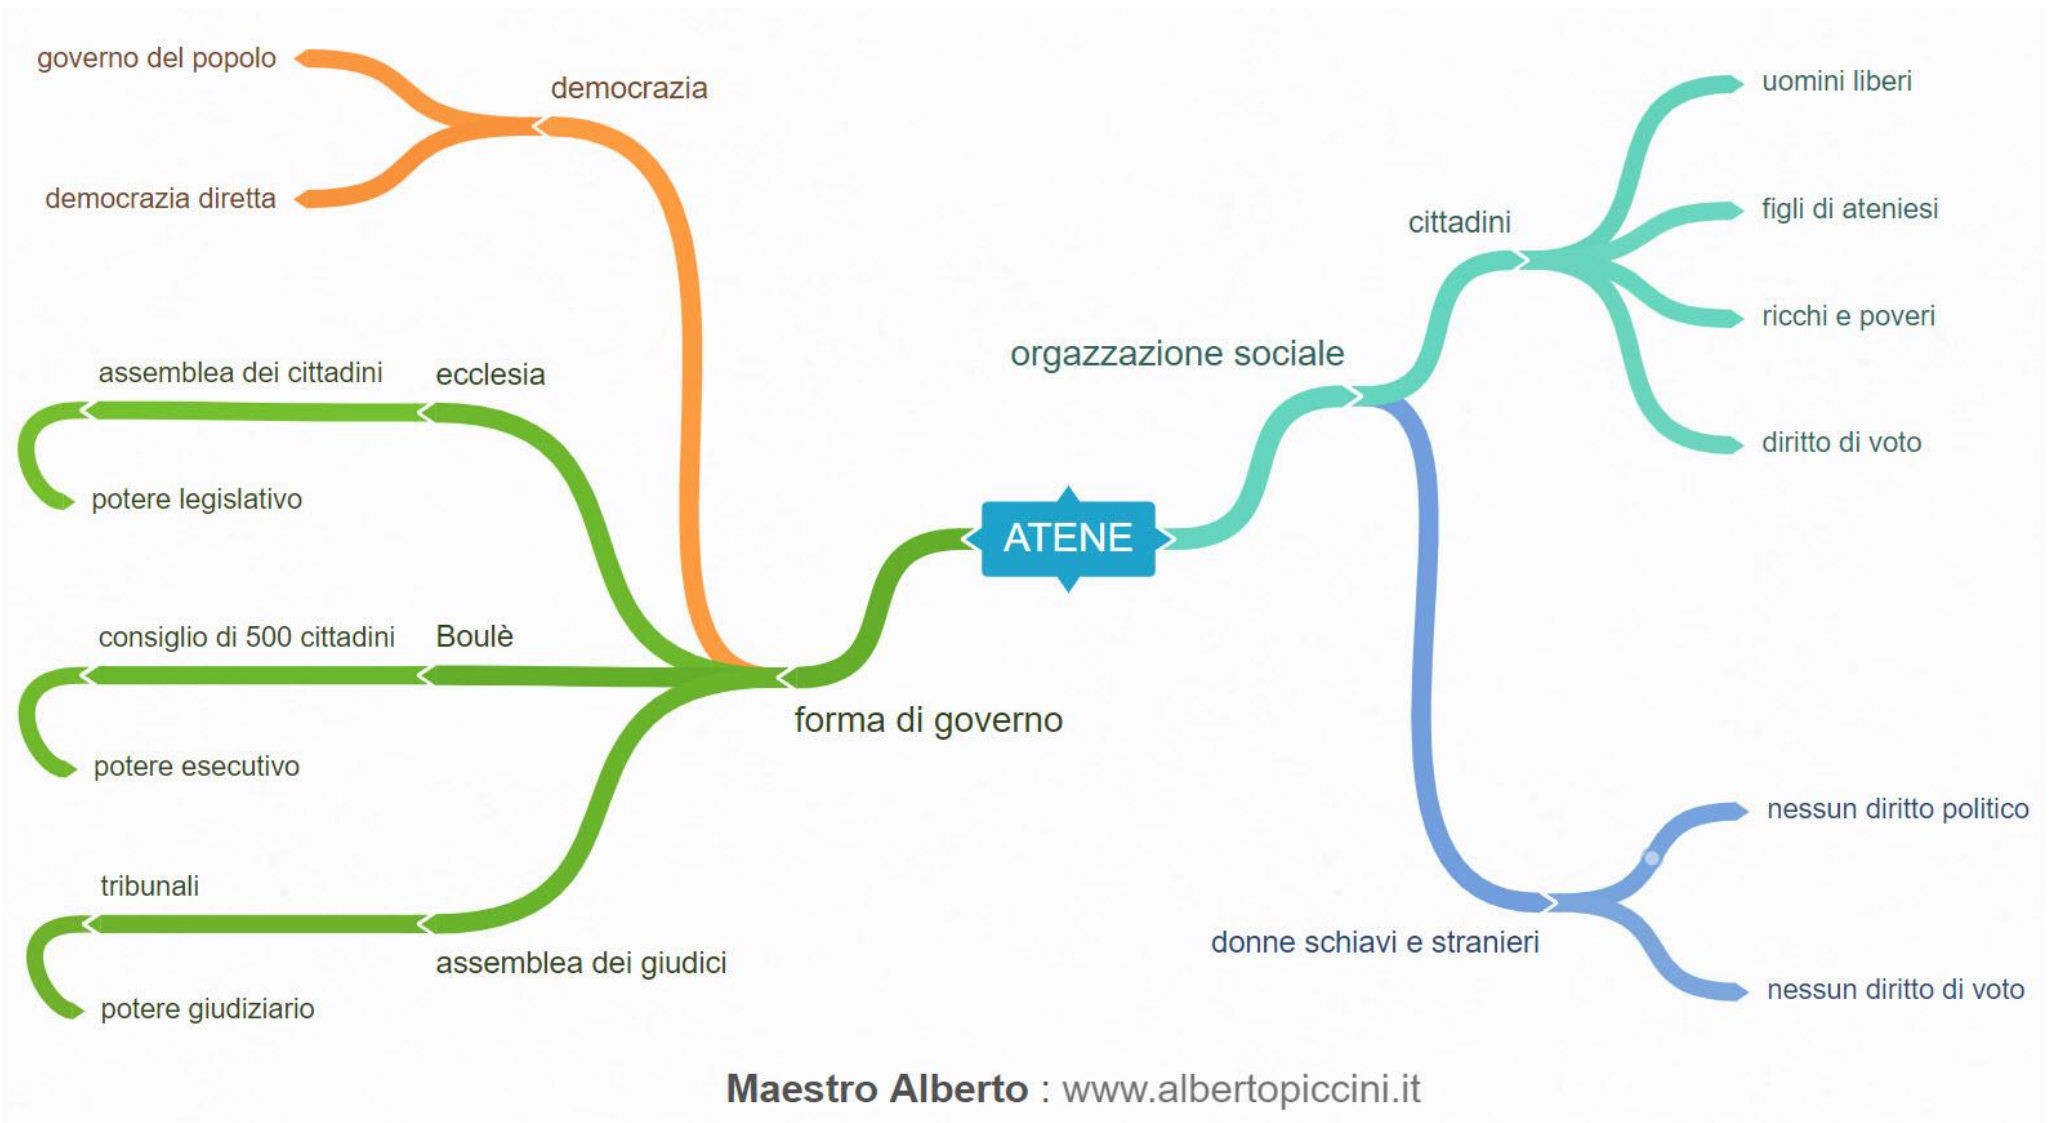 governo del popolo
democrazia
democrazia diretta
assemblea dei cittadini
ecclesia
potere legislativo
consiglio di 500 cittadini
Boulè
potere esecutivo
tribunali
assemblea dei giudici
potere giudiziario
forma di governo
ATENE
orgazzazione sociale
cittadini
uomini liberi
figli di ateniesi
ricchi e poveri
diritto di voto
donne schiavi e stranieri
nessun diritto politico
nessun diritto di voto
Maestro Alberto : www.albertopiccini.it